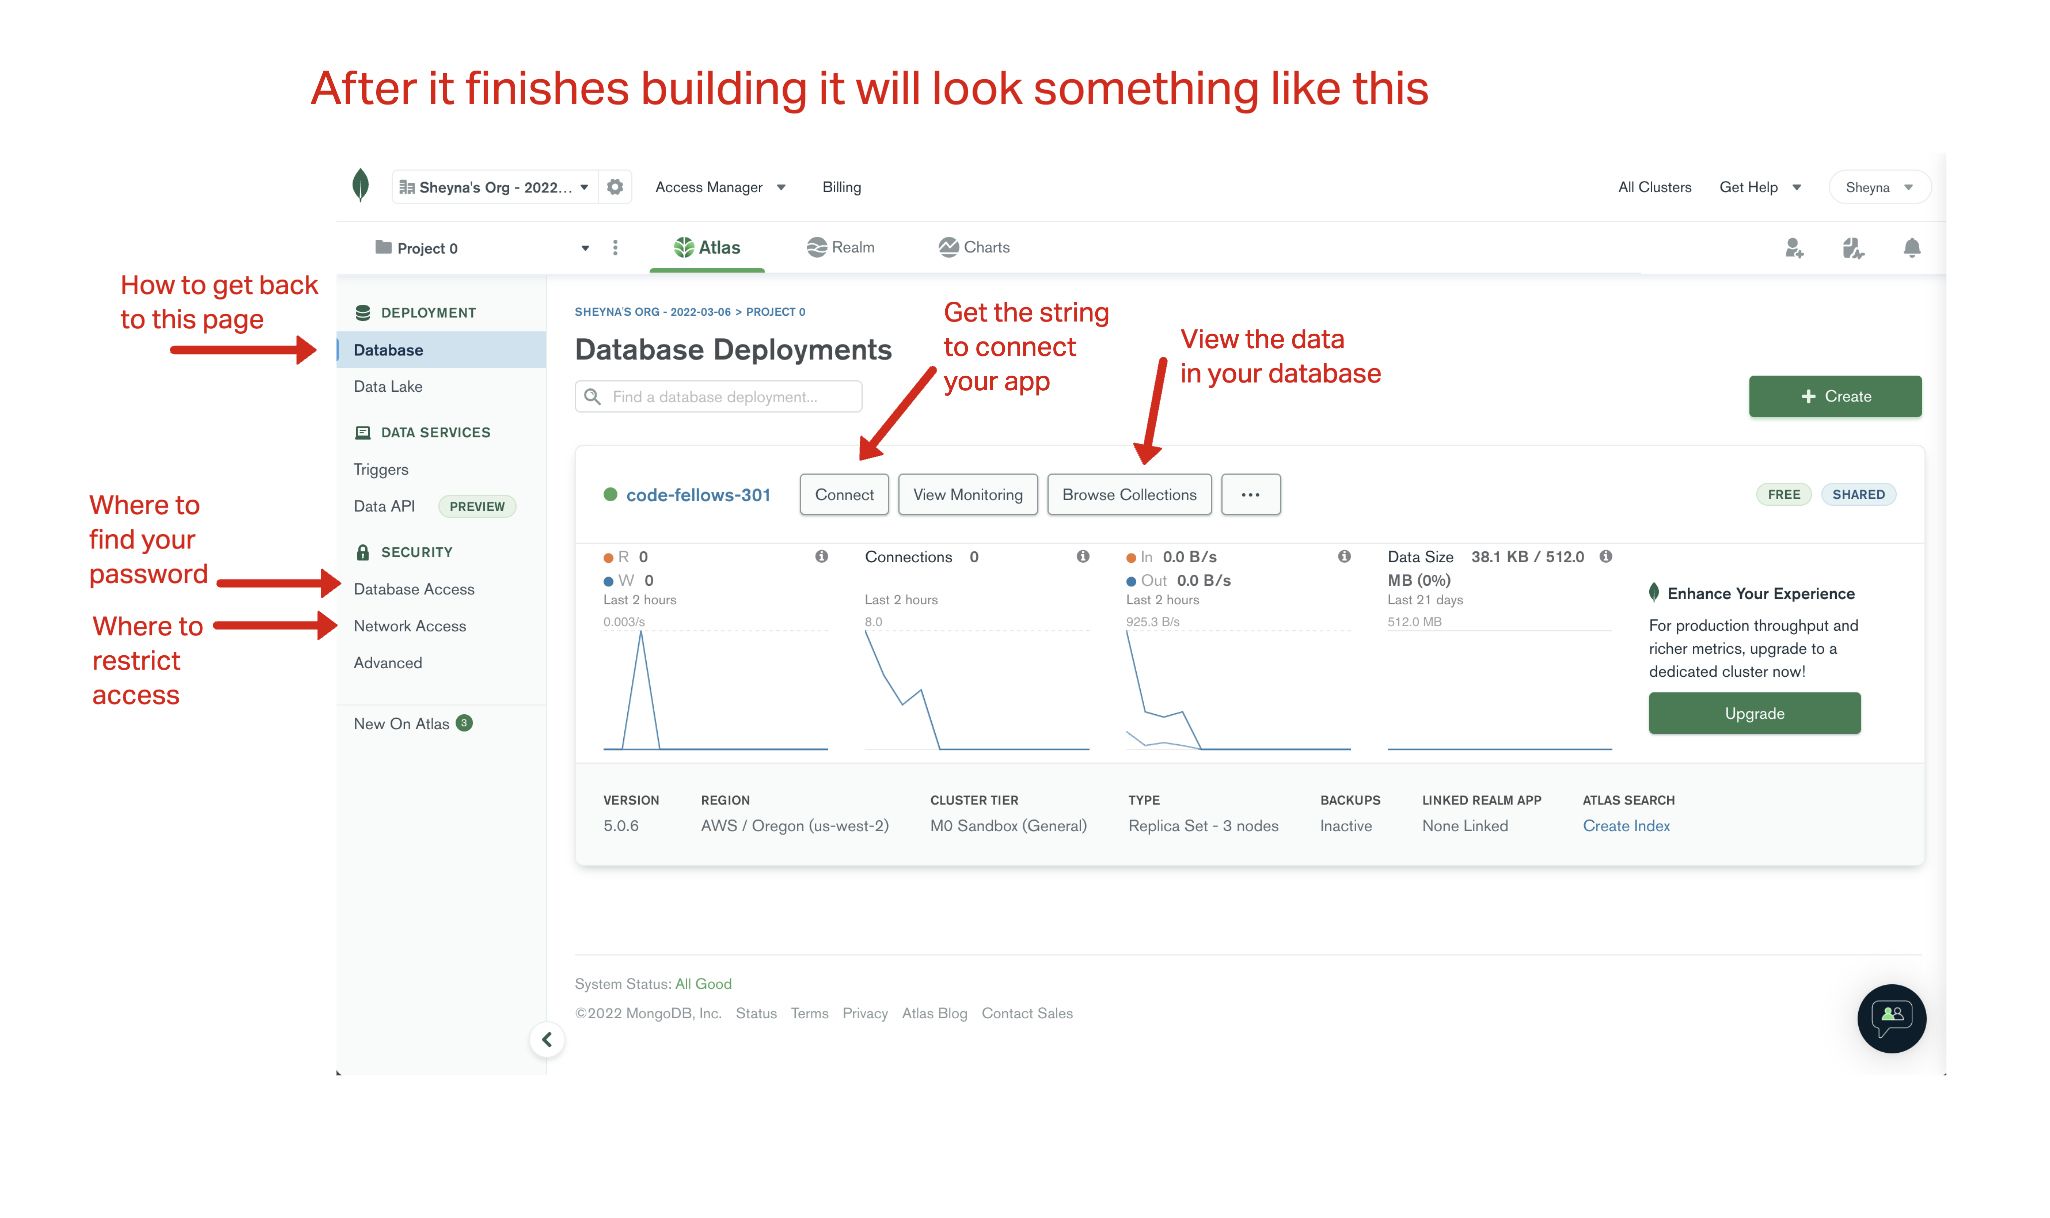 After it finishes building it will look something like this
Sheyna's Org - 2022...
Access Manager
Billing
All Clusters
Get Help
Sheyna
Project 0
Atlas
Realm
Charts
How to get back
to this page
DEPLOYMENT
Database
Data Lake
DATA SERVICES
Triggers
Data API PREVIEW
Where to
find your
password
SECURITY
Database Access
Where to
restrict
access
Network Access
Advanced
New On Atlas 3
SHEYNA'S ORG - 2022-03-06 > PROJECT 0
Database Deployments
Find a database deployment...
Get the string
to connect
your app
View the data
in your database
+ Create
code-fellows-301
Connect
View Monitoring
Browse Collections
...
FREE
SHARED
R 0
W 0
Last 2 hours
0.003/s
Connections 0
Last 2 hours
8.0
In 0.0 B/s
Out 0.0 B/s
Last 2 hours
925.3 B/s
Data Size 38.1 KB / 512.0
MB (0%)
Last 21 days
512.0 MB
Enhance Your Experience
For production throughput and
richer metrics, upgrade to a
dedicated cluster now!
Upgrade
VERSION
5.0.6
REGION
AWS / Oregon (us-west-2)
CLUSTER TIER
M0 Sandbox (General)
TYPE
Replica Set - 3 nodes
BACKUPS
Inactive
LINKED REALM APP
None Linked
ATLAS SEARCH
Create Index
System Status: All Good
©2022 MongoDB, Inc. Status Terms Privacy Atlas Blog Contact Sales